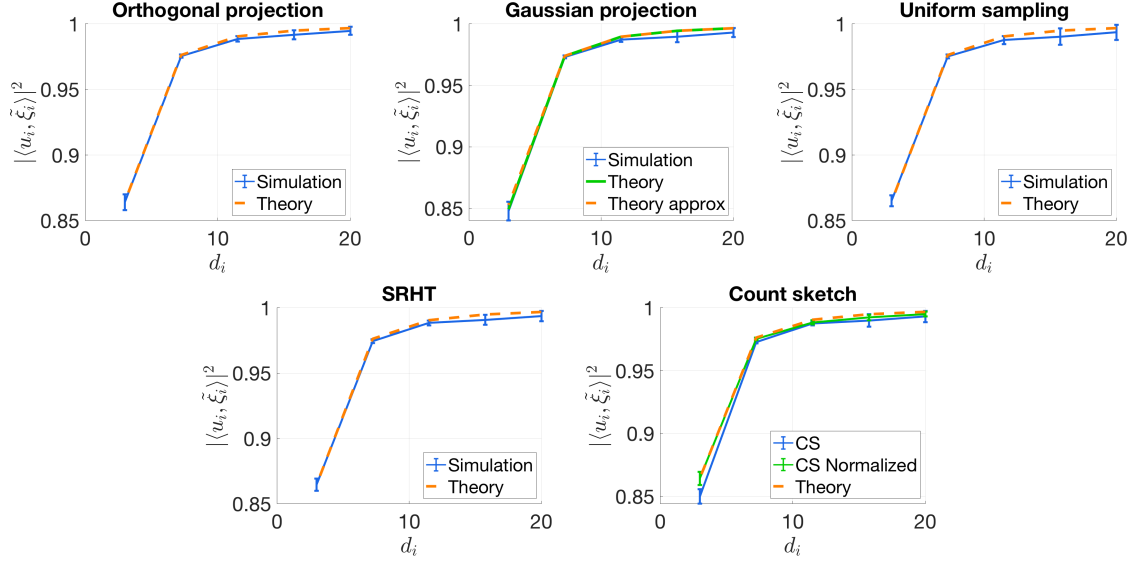 Orthogonal projection
1
0.95
0.9
0.85
0
10
20
|⟨u_i, ξ̃_i⟩|²
d_i
Simulation
Theory
Gaussian projection
1
0.95
0.9
0.85
0
10
20
|⟨u_i, ξ̃_i⟩|²
d_i
Simulation
Theory
Theory approx
Uniform sampling
1
0.95
0.9
0.85
0
10
20
|⟨u_i, ξ̃_i⟩|²
d_i
Simulation
Theory
SRHT
1
0.95
0.9
0.85
0
10
20
|⟨u_i, ξ̃_i⟩|²
d_i
Simulation
Theory
Count sketch
1
0.95
0.9
0.85
0
10
20
|⟨u_i, ξ̃_i⟩|²
d_i
CS
CS Normalized
Theory